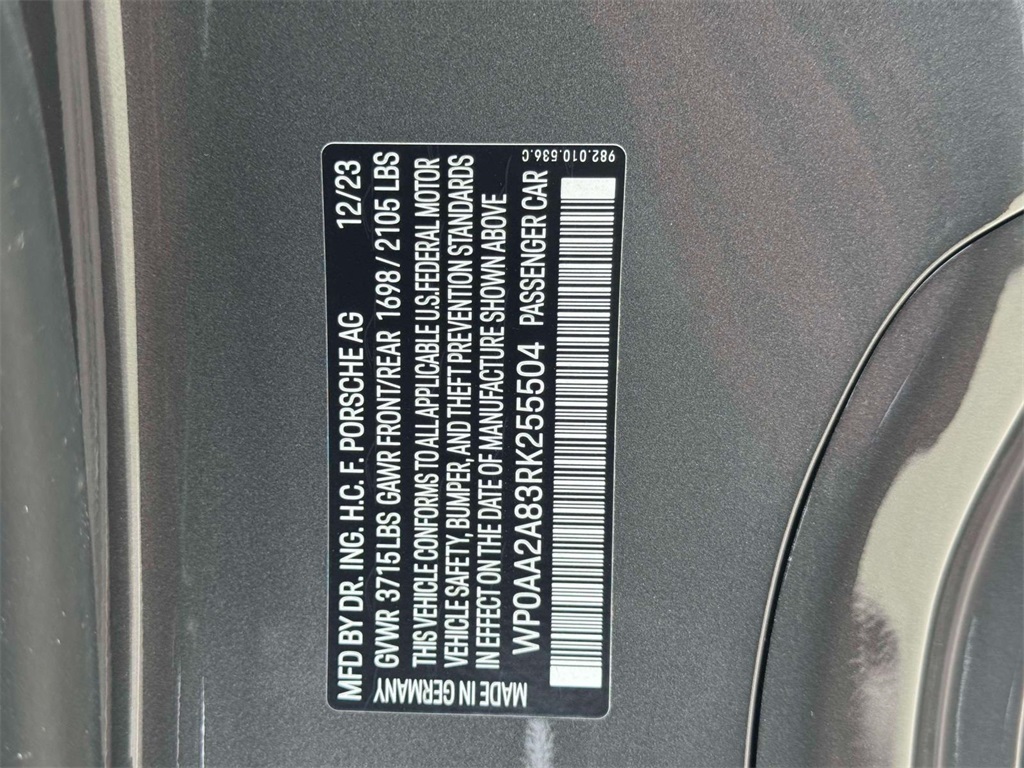 MFD BY DR. ING. H.C. F. PORSCHE AG 12/23
GVWR 3715 LBS GAWR FRONT/REAR 1698 / 2105 LBS
THIS VEHICLE CONFORMS TO ALL APPLICABLE U.S. FEDERAL MOTOR
VEHICLE SAFETY, BUMPER, AND THEFT PREVENTION STANDARDS
IN EFFECT ON THE DATE OF MANUFACTURE SHOWN ABOVE
WP0AA2A83RK255504 PASSENGER CAR
MADE IN GERMANY
982.010.536.C